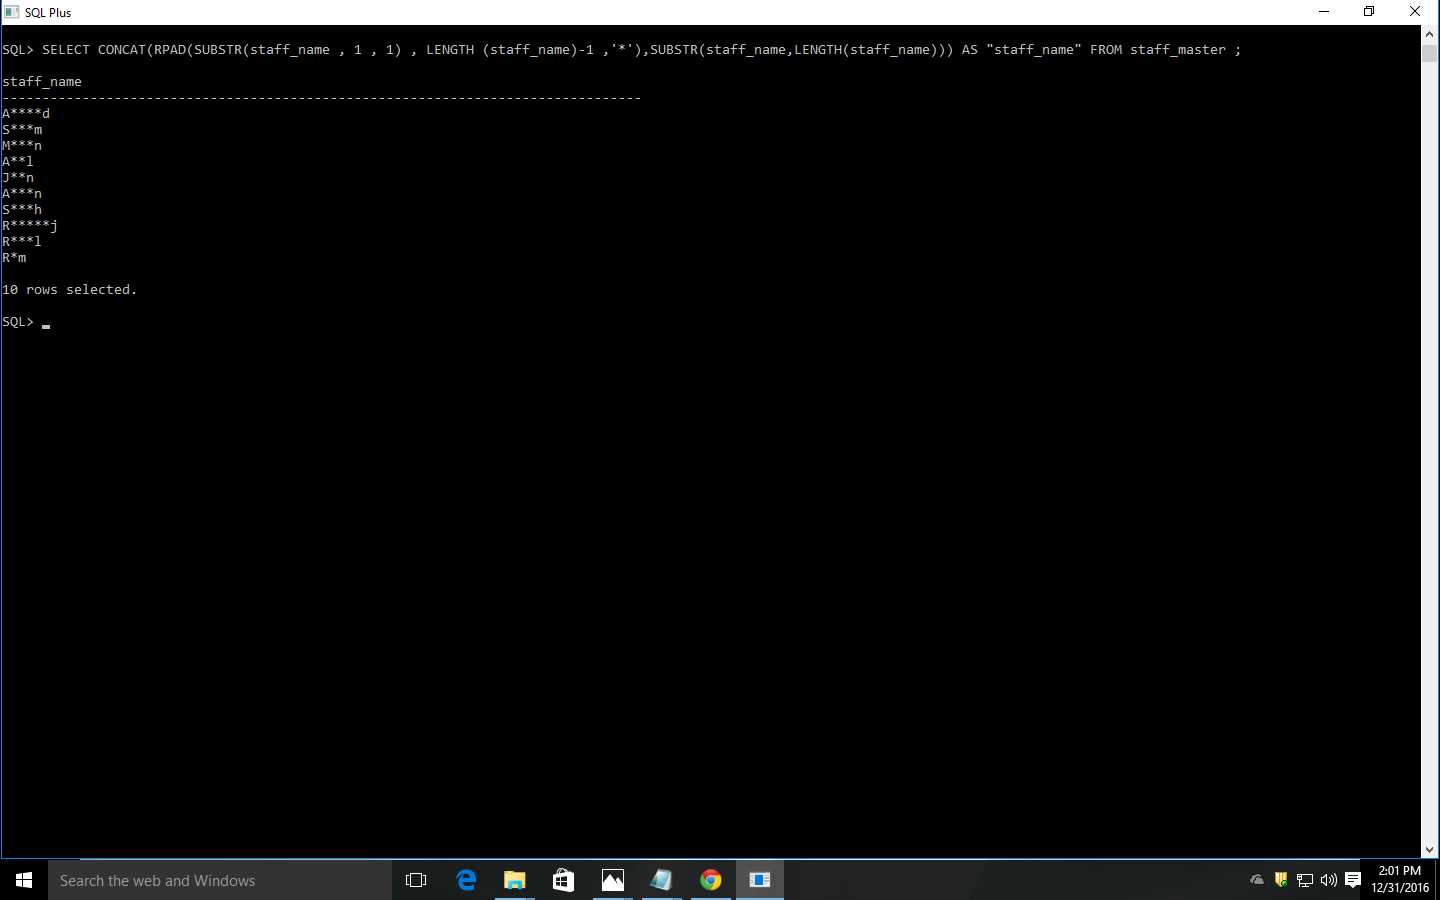 SQL Plus
SQL> SELECT CONCAT(RPAD(SUBSTR(staff_name , 1 , 1) , LENGTH (staff_name)-1 ,'*'),SUBSTR(staff_name,LENGTH(staff_name))) AS "staff_name" FROM staff_master ;
staff_name
--------------------------------------------------------------------------------
A****d
S***m
M***n
A**l
J**n
A***n
S***h
R*****j
R***l
R*m
10 rows selected.
SQL> _
Search the web and Windows
2:01 PM
12/31/2016